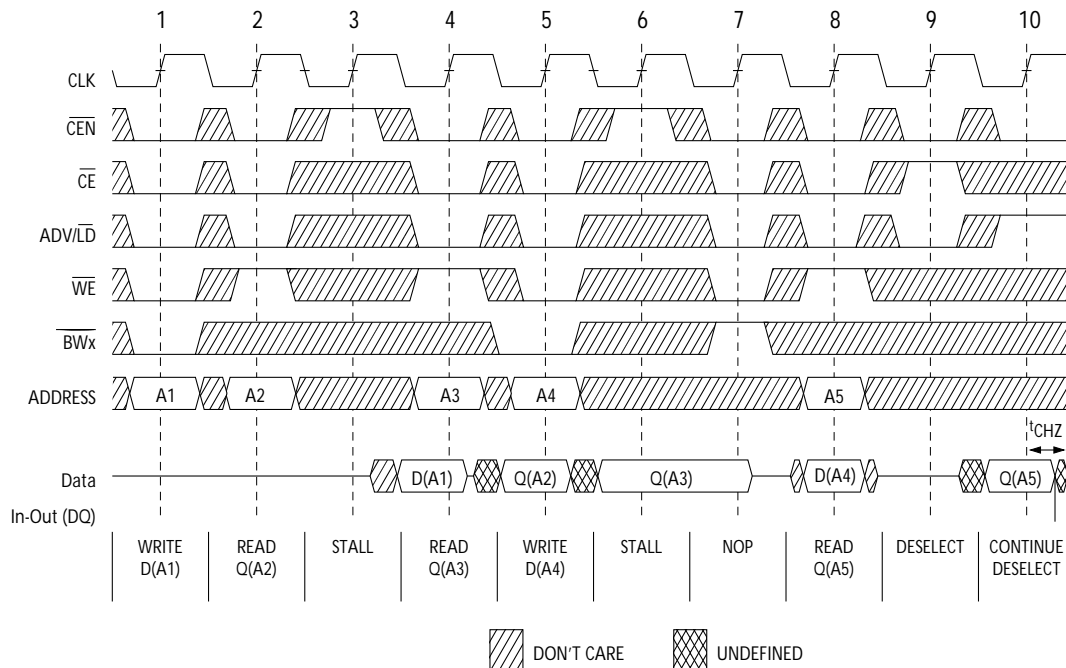 1 2 3 4 5 6 7 8 9 10
CLK
CEN
CE
ADV/LD
WE
BWx
ADDRESS A1 A2 A3 A4 A5
tCHZ
Data D(A1) Q(A2) Q(A3) D(A4) Q(A5)
In-Out (DQ)
WRITE READ STALL READ WRITE STALL NOP READ DESELECT CONTINUE
D(A1) Q(A2) Q(A3) D(A4) Q(A5) DESELECT
DON'T CARE UNDEFINED